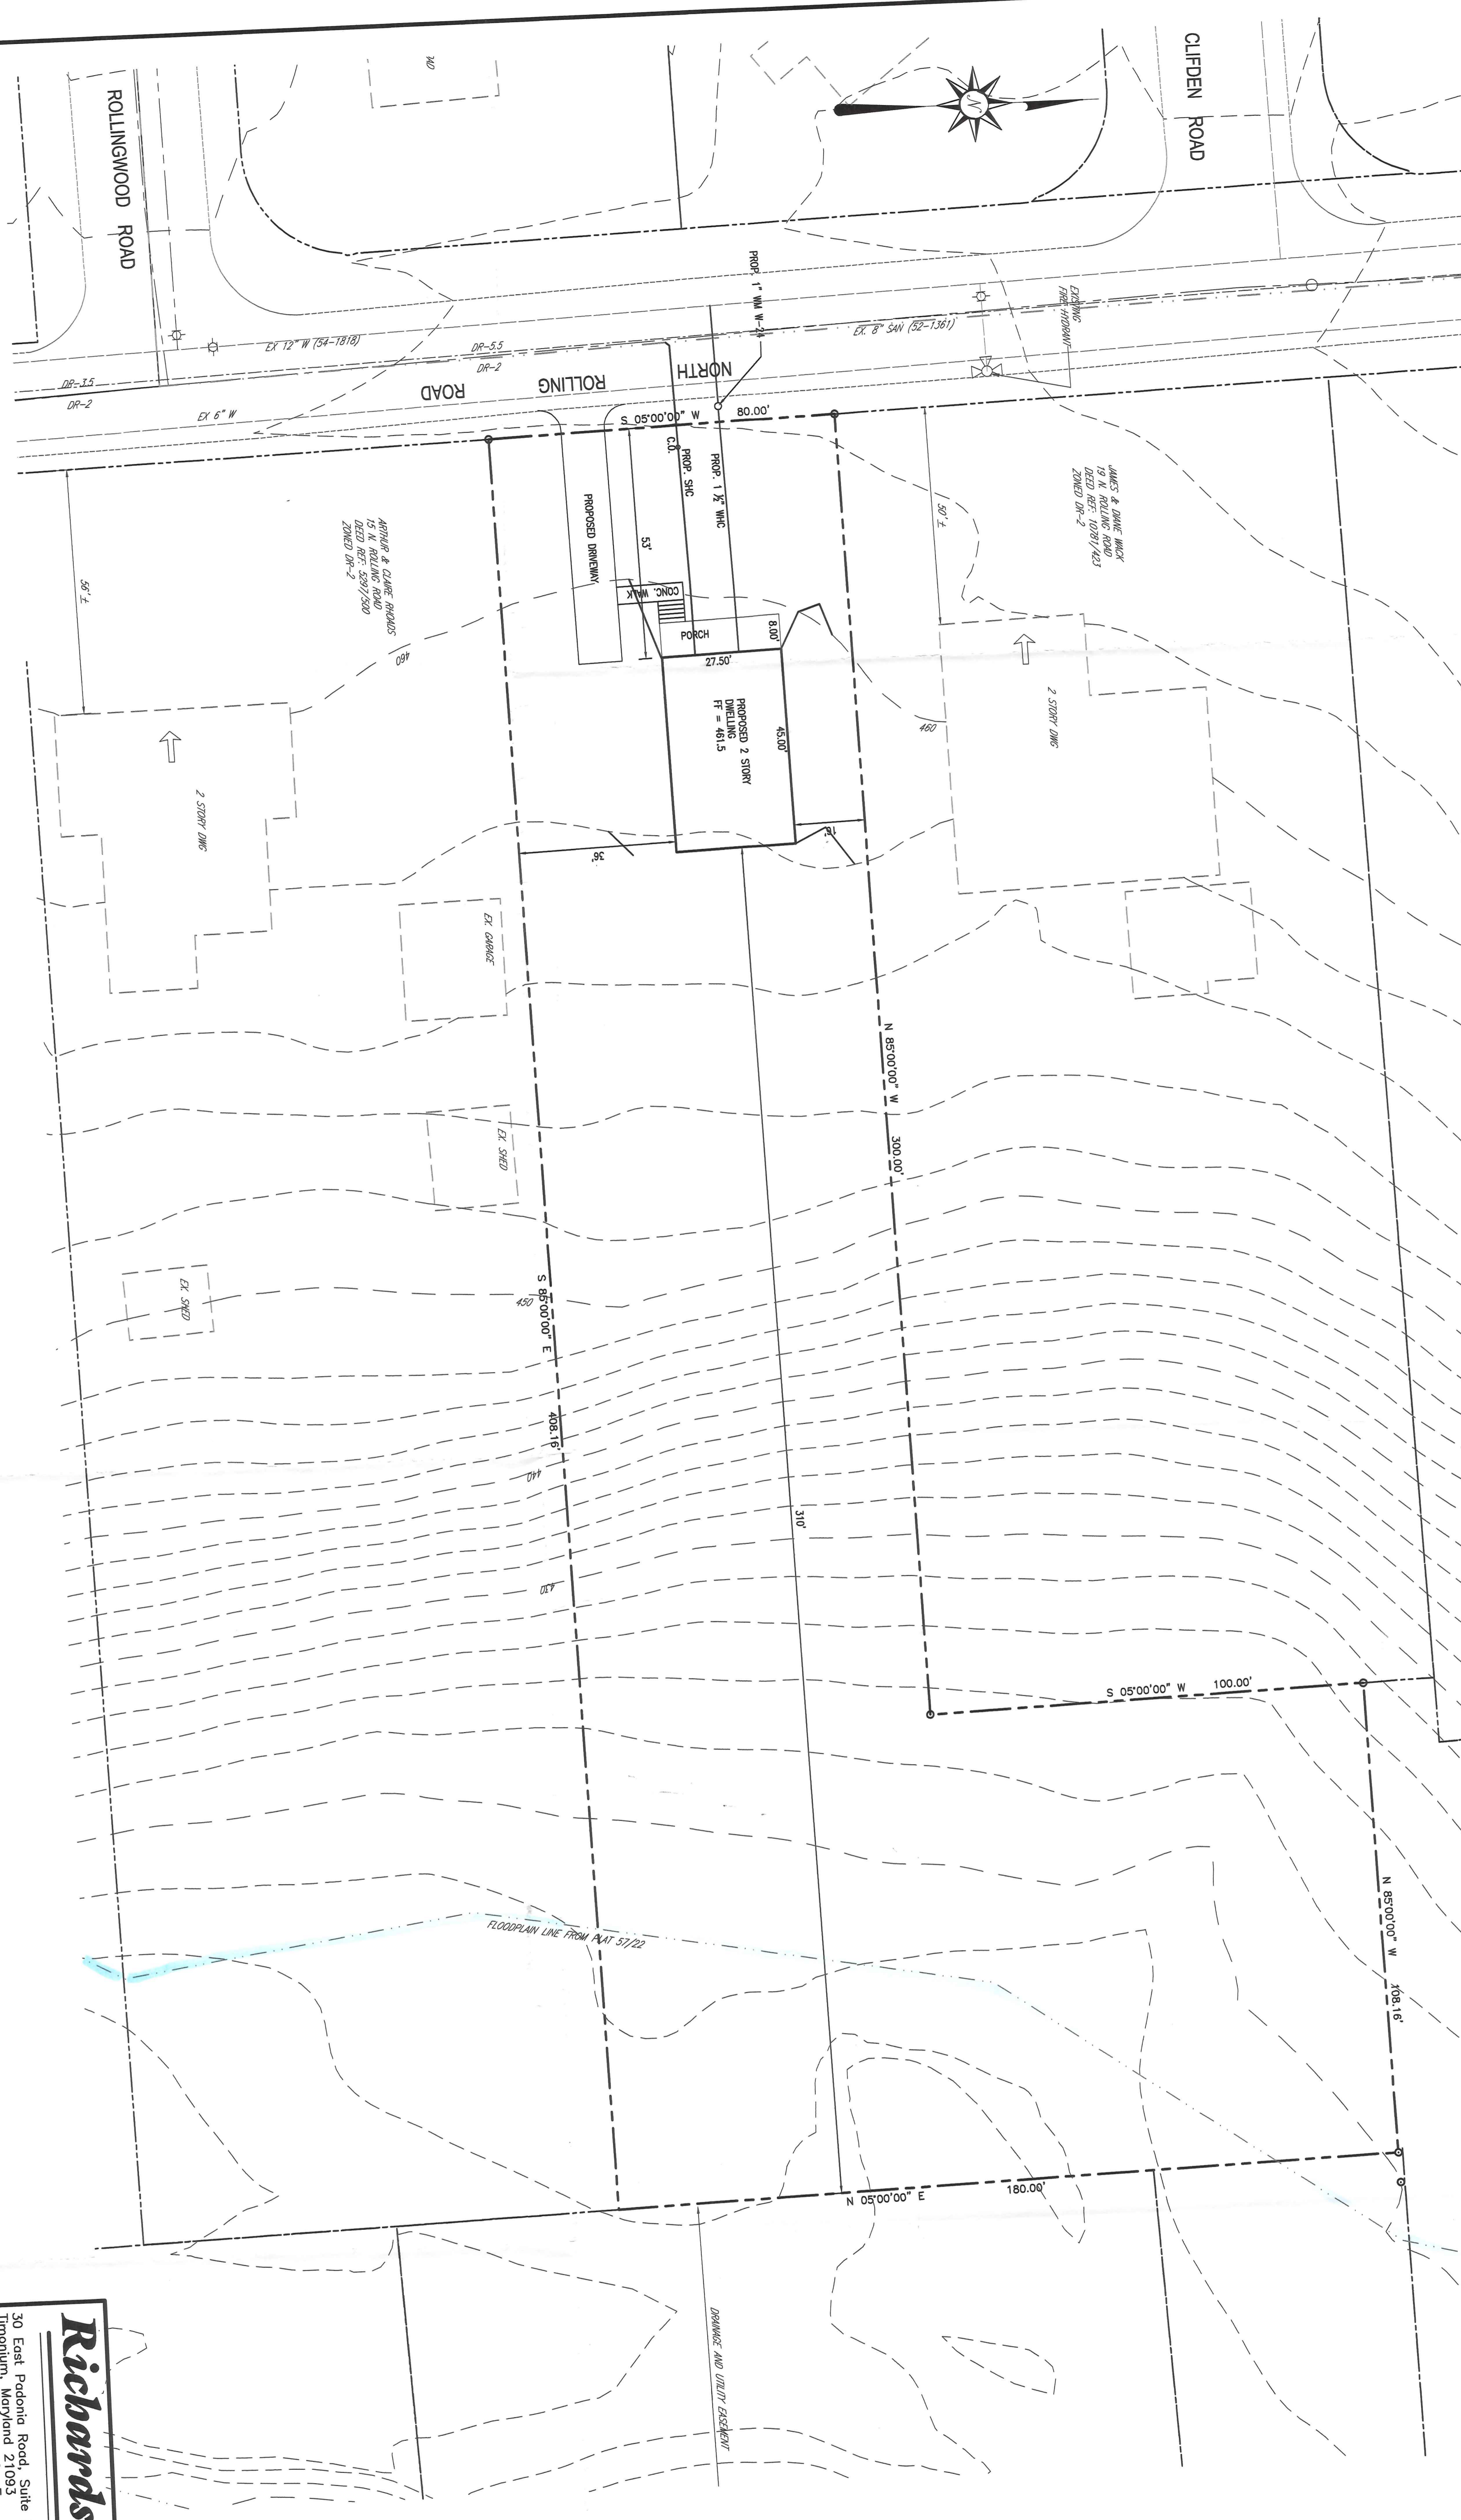 CLIFDEN ROAD
ROLLINGWOOD ROAD
N
PROP. 1" WM W-24
EXISTING
FIRE HYDRANT
EX 12" W (54-1818)
EX. 8" SAN (52-1361)
DR-5.5
DR-2
DR-3.5
DR-2
EX 6" W
NORTH ROLLING ROAD
S 05°00'00" W 80.00'
C.O.
PROP. SHC
PROP. 1 ½" WHC
PROPOSED DRIVEWAY
53'
CONC. WALK
PORCH
8.00'
27.50'
45.00'
PROPOSED 2 STORY
DWELLING
FF = 461.5
JAMES & DIANE WACK
19 N. ROLLING ROAD
DEED REF: 10781/423
ZONED DR-2
50'±
ARTHUR & CLAIRE RHOADS
15 N. ROLLING ROAD
DEED REF: 5297/500
ZONED DR-2
56'±
460
460
2 STORY DWG
2 STORY DWG
36'
16'
EX. GARAGE
EX. SHED
EX. SHED
N 85°00'00" W 300.00'
S 85°00'00" E 408.16'
450
440
430
310'
S 05°00'00" W 100.00'
N 85°00'00" W 108.16'
FLOODPLAIN LINE FROM PLAT 57/22
N 05°00'00" E 180.00'
DRAINAGE AND UTILITY EASEMENT
Richards
30 East Padonia Road, Suite
Timonium, Maryland 21093